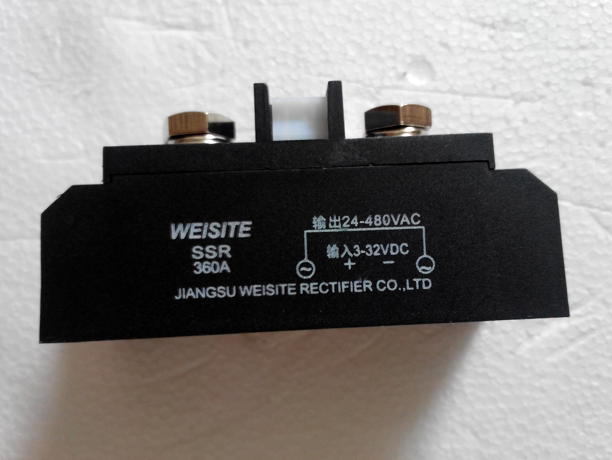 WEISITE
SSR
360A
输出24-480VAC
输入3-32VDC
+ −
~ ~
JIANGSU WEISITE RECTIFIER CO.,LTD